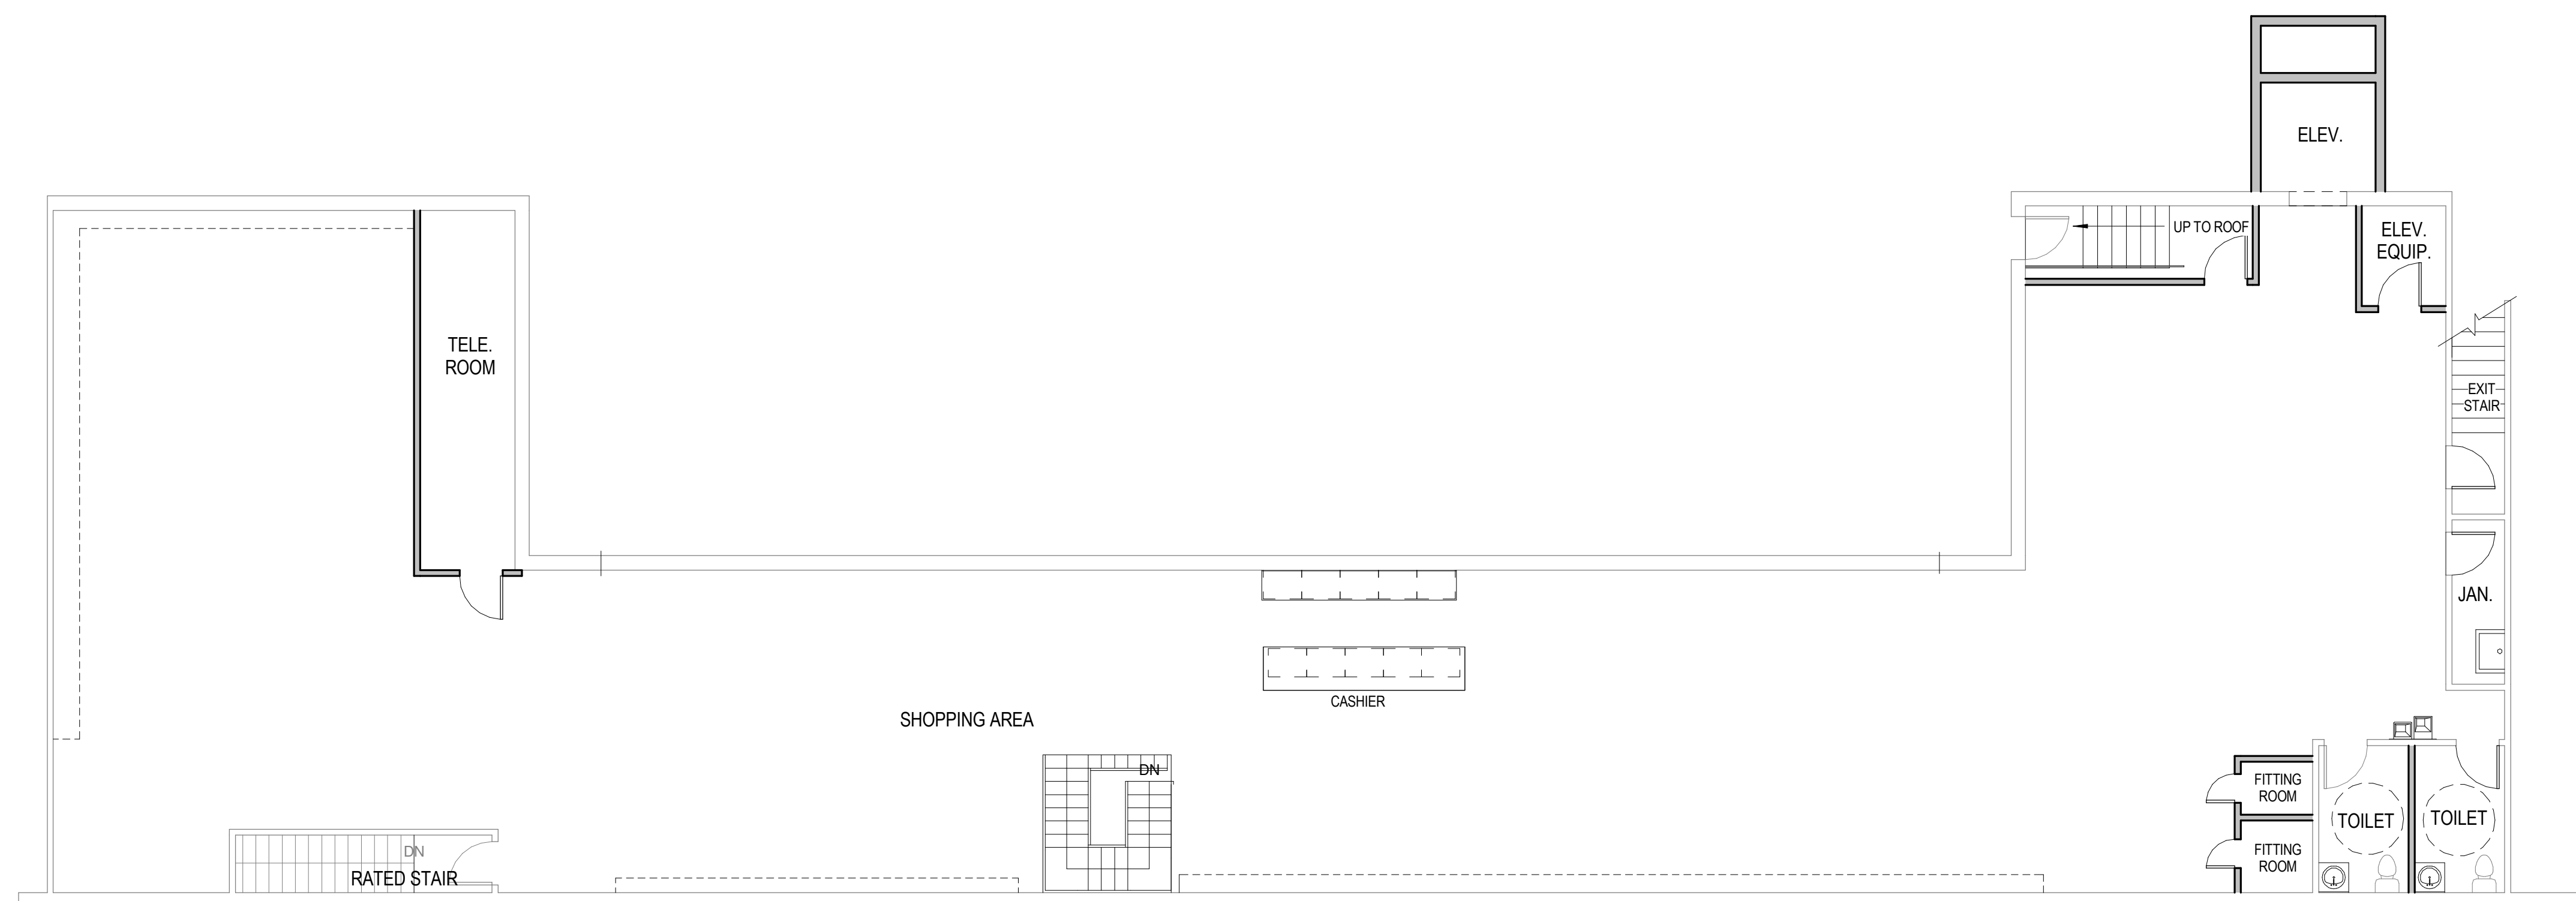 ELEV.
UP TO ROOF
ELEV.
EQUIP.
TELE.
ROOM
EXIT
STAIR
JAN.
CASHIER
SHOPPING AREA
DN
FITTING
ROOM
TOILET
TOILET
FITTING
ROOM
DN
RATED STAIR